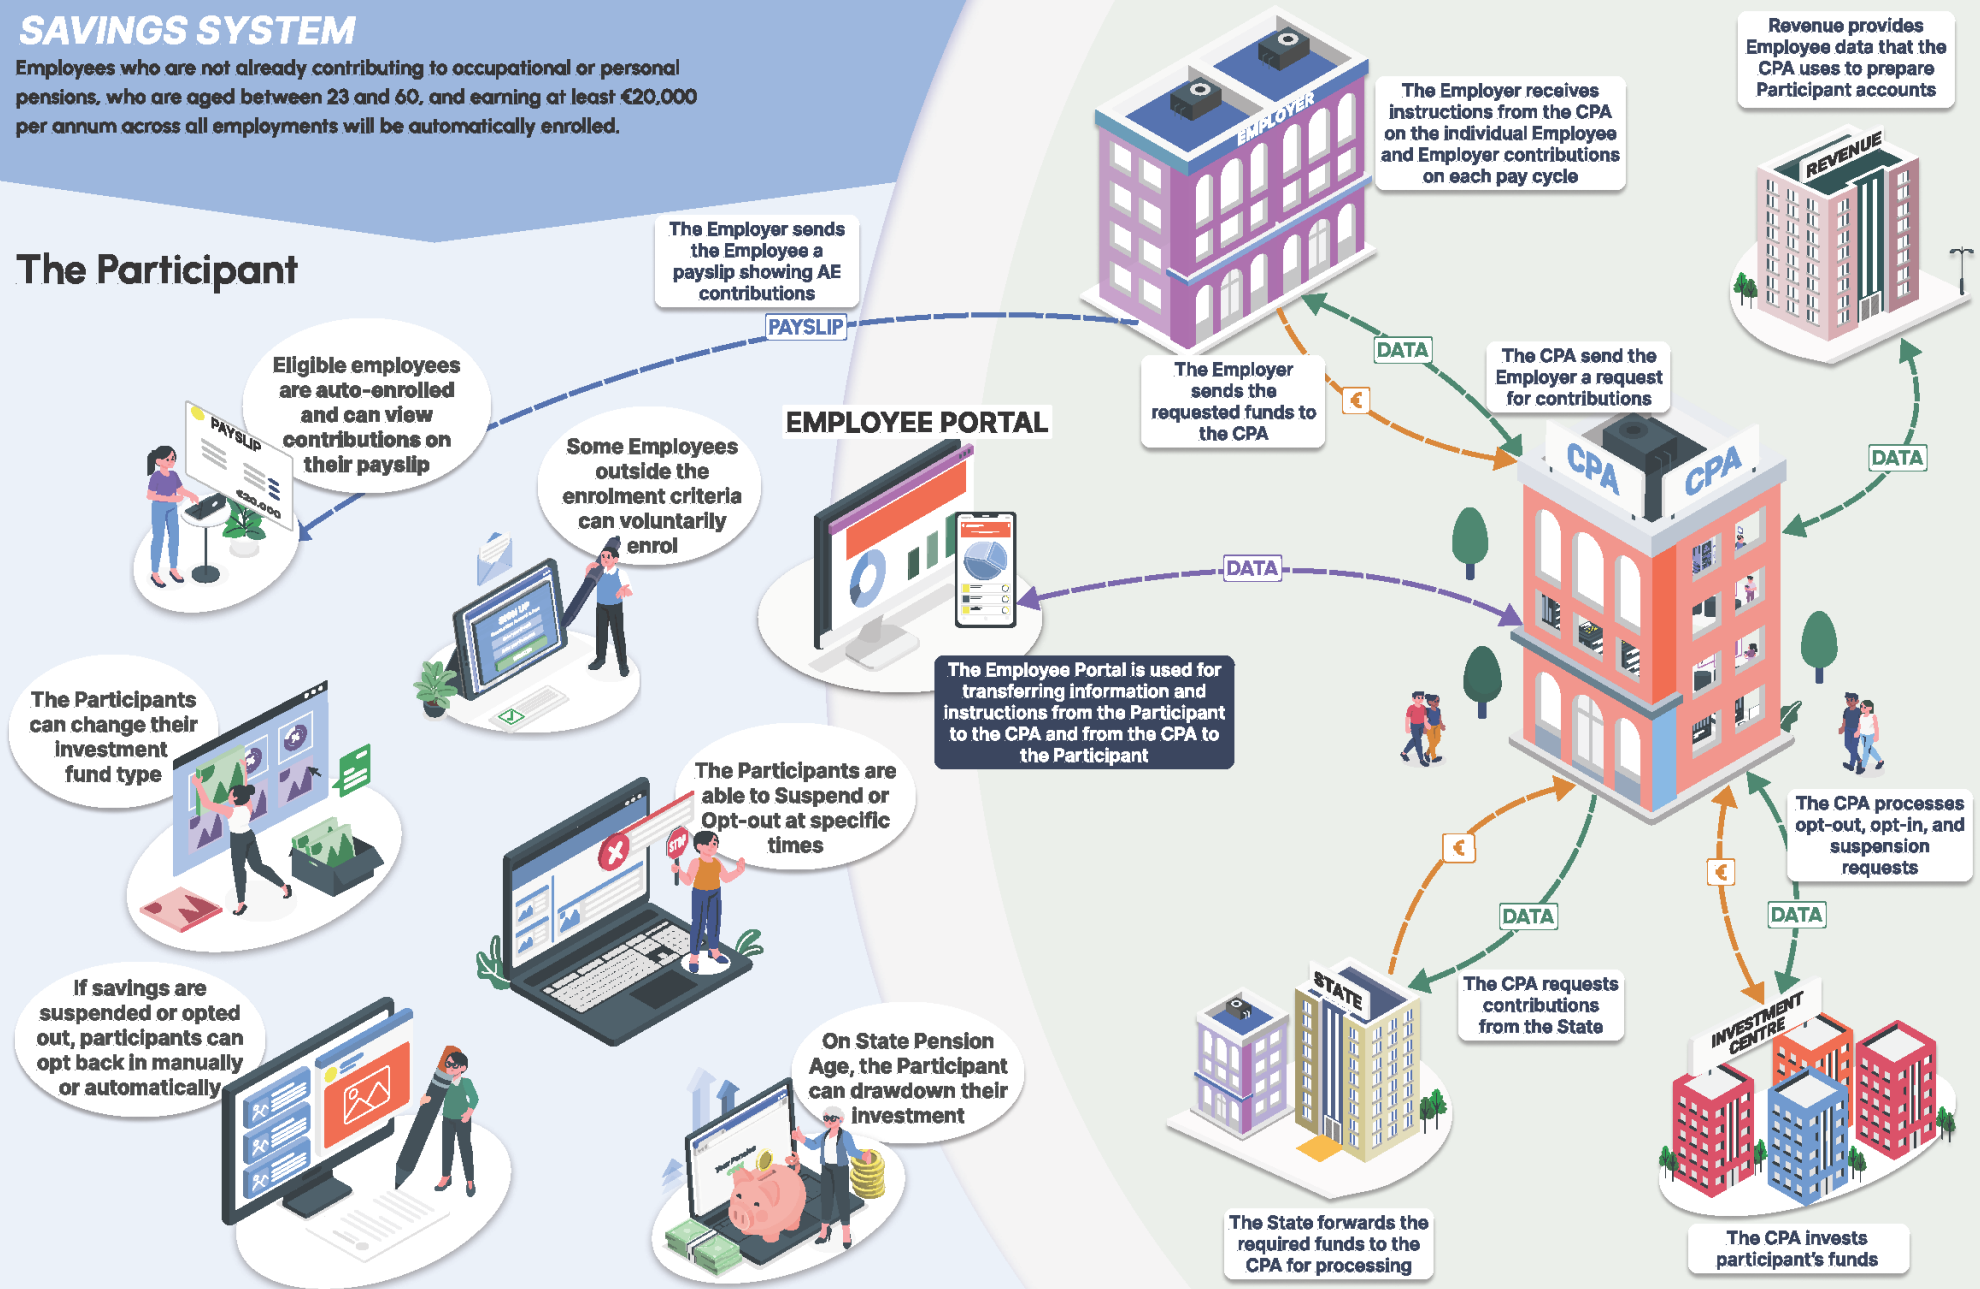 SAVINGS SYSTEM
Employees who are not already contributing to occupational or personal
pensions, who are aged between 23 and 60, and earning at least €20,000
per annum across all employments will be automatically enrolled.
The Participant
Eligible employees
are auto-enrolled
and can view
contributions on
their payslip
PAYSLIP
€20.000
Some Employees
outside the
enrolment criteria
can voluntarily
enrol
SIGN UP
The Participants
can change their
investment
fund type
The Participants are
able to Suspend or
Opt-out at specific
times
STOP
If savings are
suspended or opted
out, participants can
opt back in manually
or automatically
On State Pension
Age, the Participant
can drawdown their
investment
Your Pension
The Employer sends
the Employee a
payslip showing AE
contributions
PAYSLIP
EMPLOYEE PORTAL
The Employee Portal is used for
transferring information and
instructions from the Participant
to the CPA and from the CPA to
the Participant
DATA
EMPLOYER
The Employer receives
instructions from the CPA
on the individual Employee
and Employer contributions
on each pay cycle
The Employer
sends the
requested funds to
the CPA
€
DATA
The CPA send the
Employer a request
for contributions
Revenue provides
Employee data that the
CPA uses to prepare
Participant accounts
REVENUE
DATA
CPA
CPA
The CPA processes
opt-out, opt-in, and
suspension
requests
€
DATA
The CPA requests
contributions
from the State
STATE
The State forwards the
required funds to the
CPA for processing
€
DATA
INVESTMENT
CENTRE
The CPA invests
participant's funds